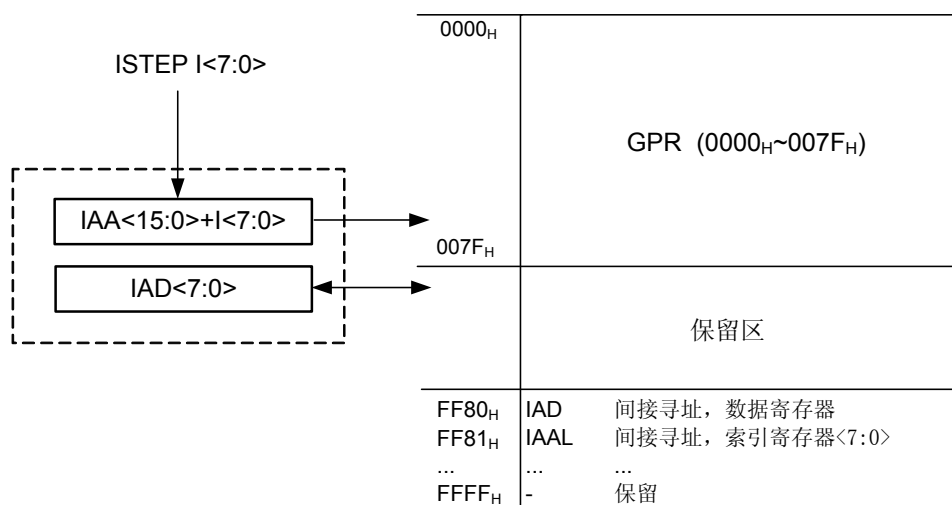 ISTEP I<7:0>
IAA<15:0>+I<7:0>
IAD<7:0>
0000H
GPR (0000H~007FH)
007FH
保留区
FF80H IAD 间接寻址，数据寄存器
FF81H IAAL 间接寻址，索引寄存器<7:0>
... ... ...
FFFFH - 保留